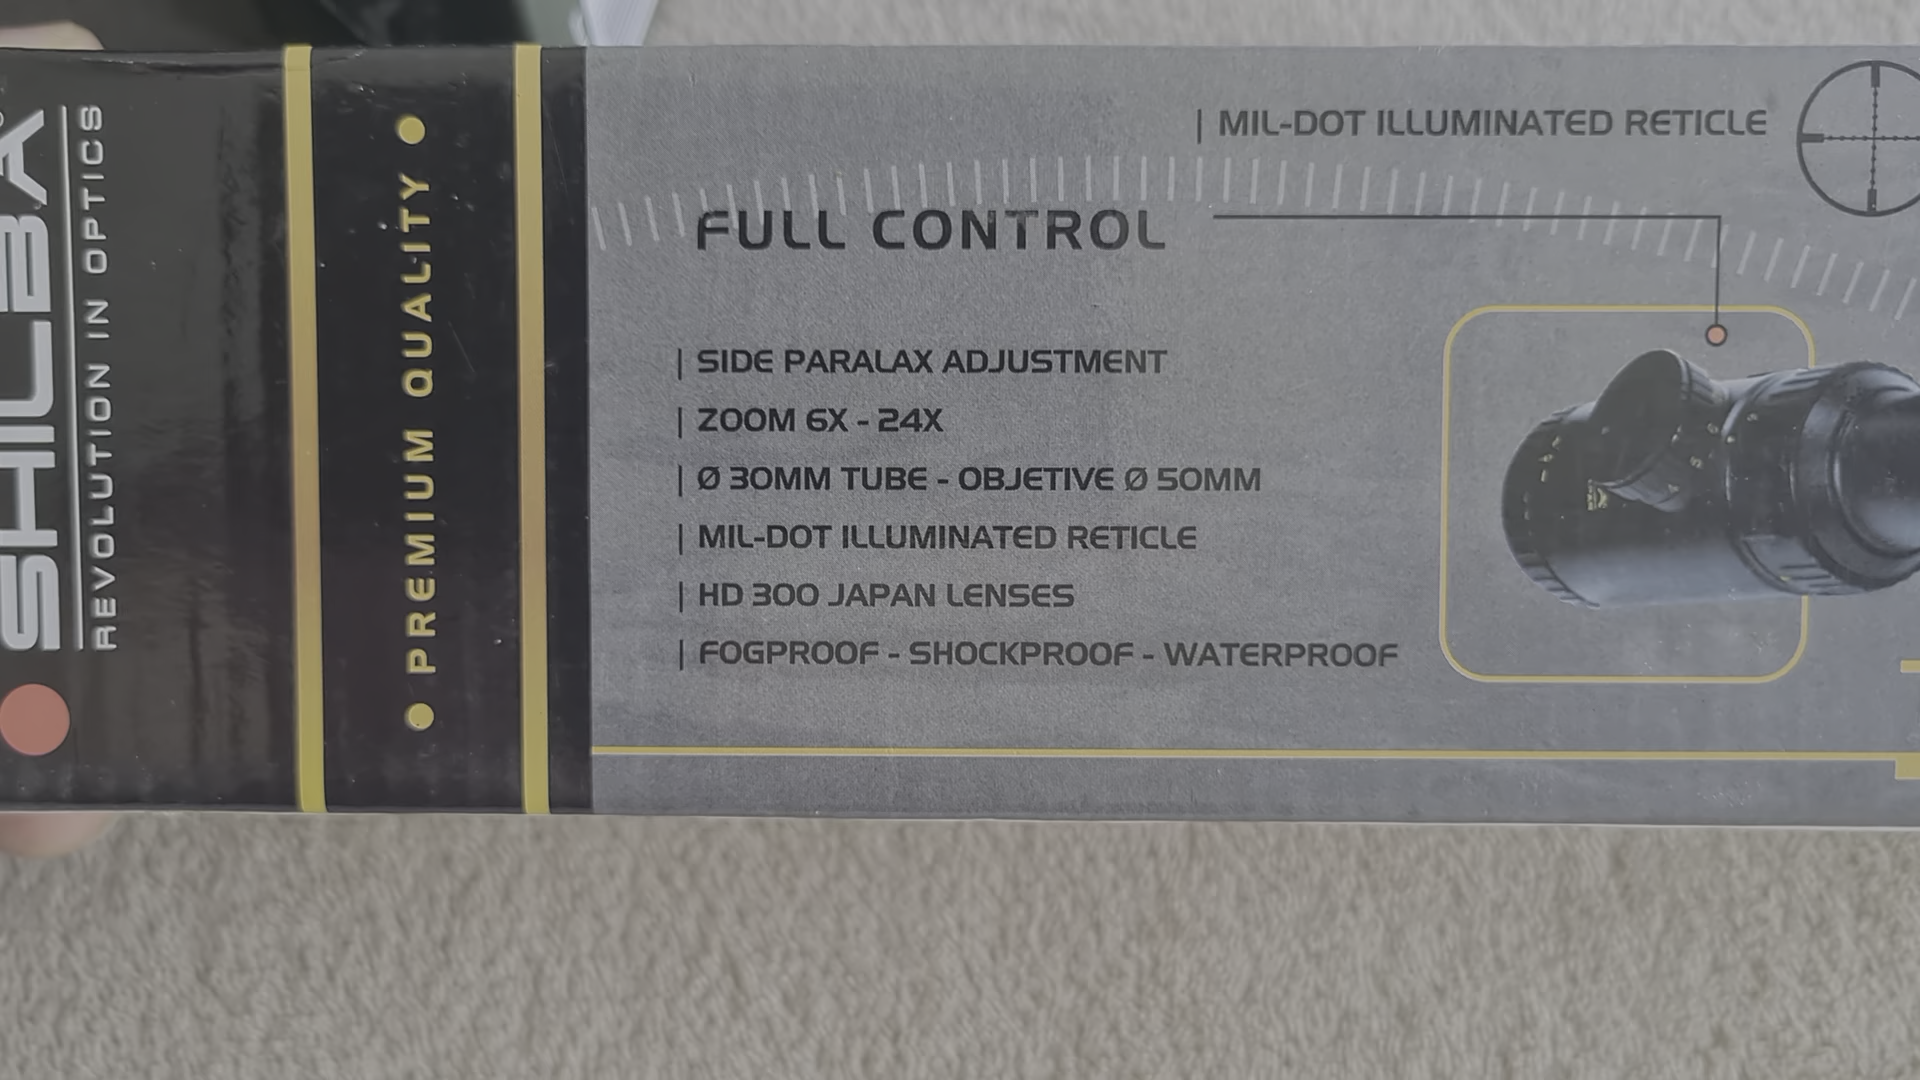 SHILBA
REVOLUTION IN OPTICS
PREMIUM QUALITY
| MIL-DOT ILLUMINATED RETICLE
FULL CONTROL
| SIDE PARALAX ADJUSTMENT
| ZOOM 6X - 24X
| Ø 30MM TUBE - OBJETIVE Ø 50MM
| MIL-DOT ILLUMINATED RETICLE
| HD 300 JAPAN LENSES
| FOGPROOF - SHOCKPROOF - WATERPROOF